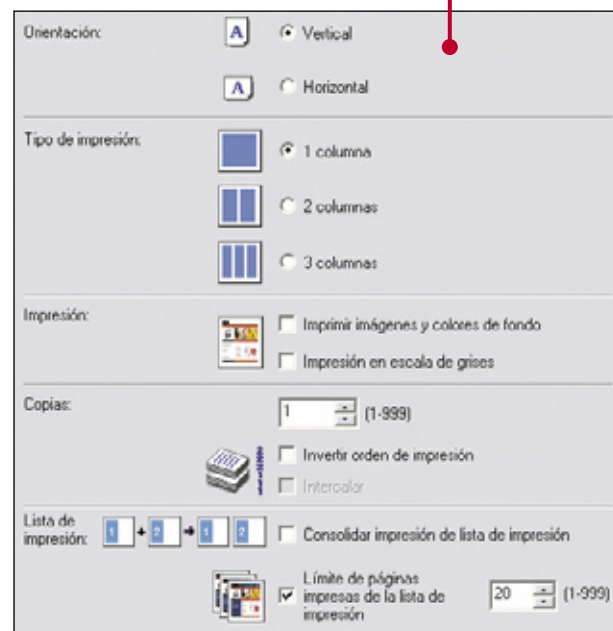 Orientación:
A
Vertical
A
Horizontal
Tipo de impresión:
1 columna
2 columnas
3 columnas
Impresión:
Imprimir imágenes y colores de fondo
Impresión en escala de grises
Copias:
1 (1-999)
Invertir orden de impresión
Intercalar
Lista de
impresión:
1 + 2 1 2
Consolidar impresión de lista de impresión
Límite de páginas
impresas de la lista de
impresión
20 (1-999)